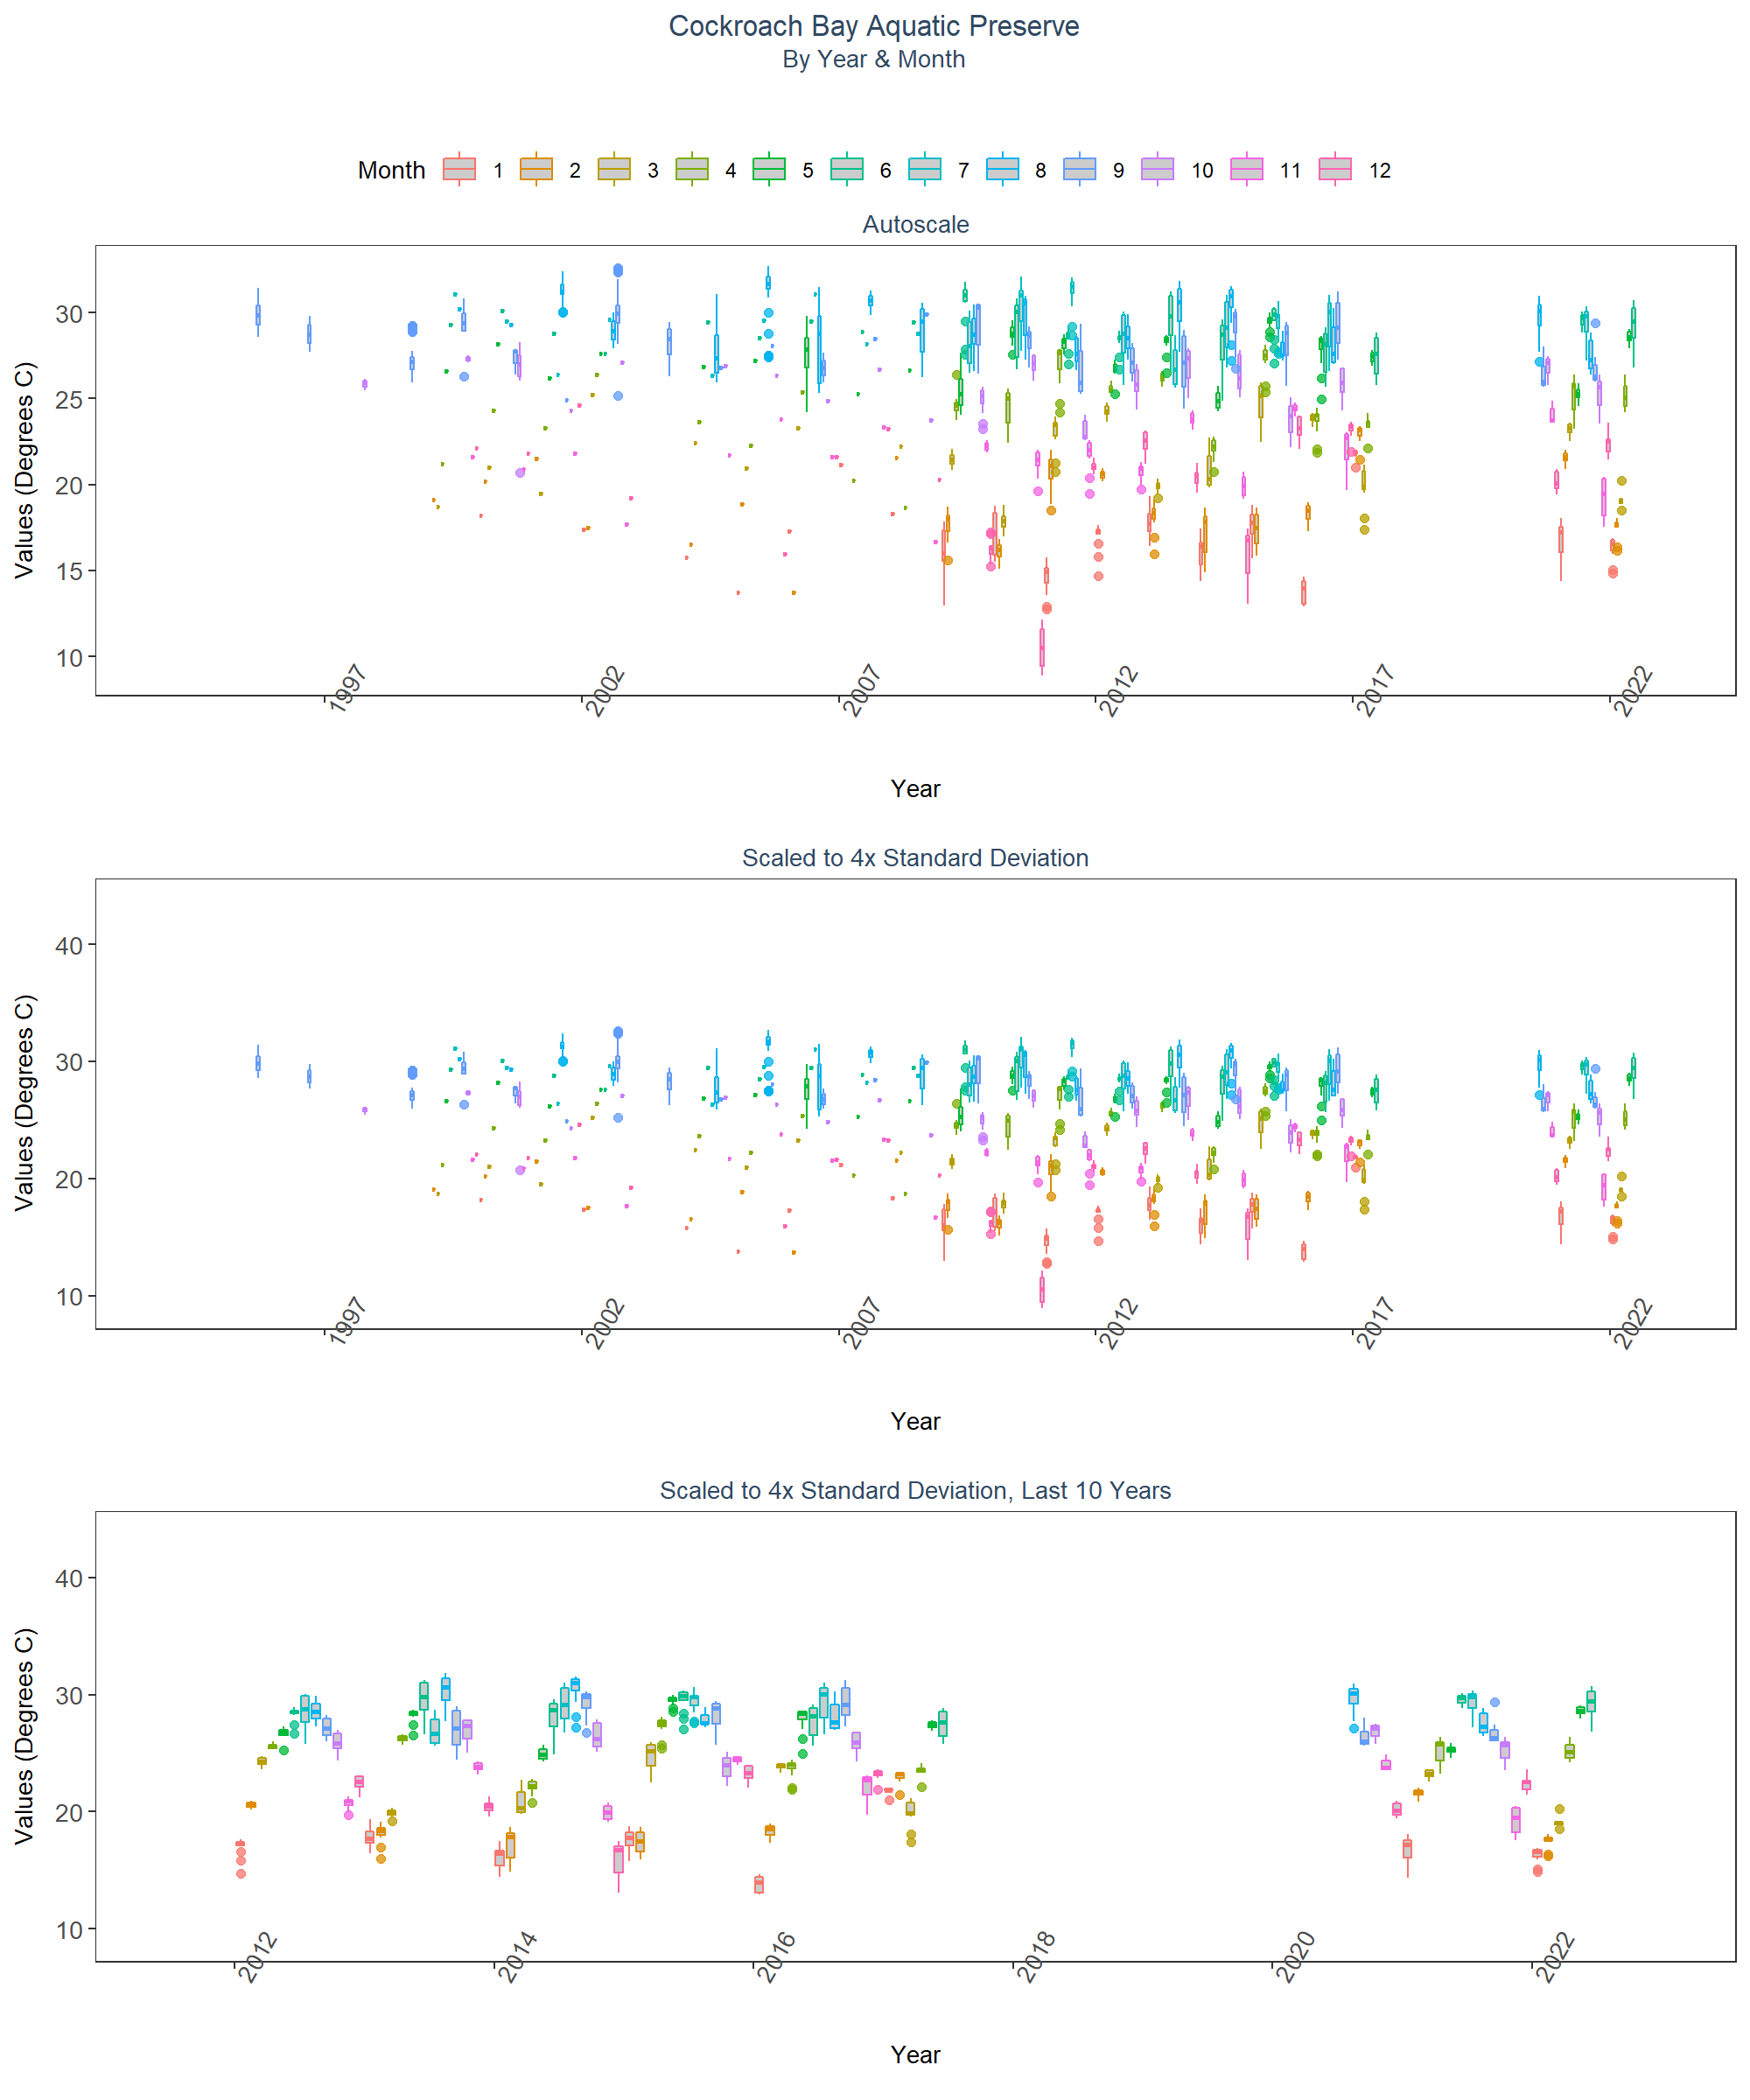 Cockroach Bay Aquatic Preserve
By Year & Month
Month 1 2 3 4 5 6 7 8 9 10 11 12
Autoscale
Values (Degrees C)
30
25
20
15
10
1997 2002 2007 2012 2017 2022
Year
Scaled to 4x Standard Deviation
Values (Degrees C)
40
30
20
10
1997 2002 2007 2012 2017 2022
Year
Scaled to 4x Standard Deviation, Last 10 Years
Values (Degrees C)
40
30
20
10
2012 2014 2016 2018 2020 2022
Year